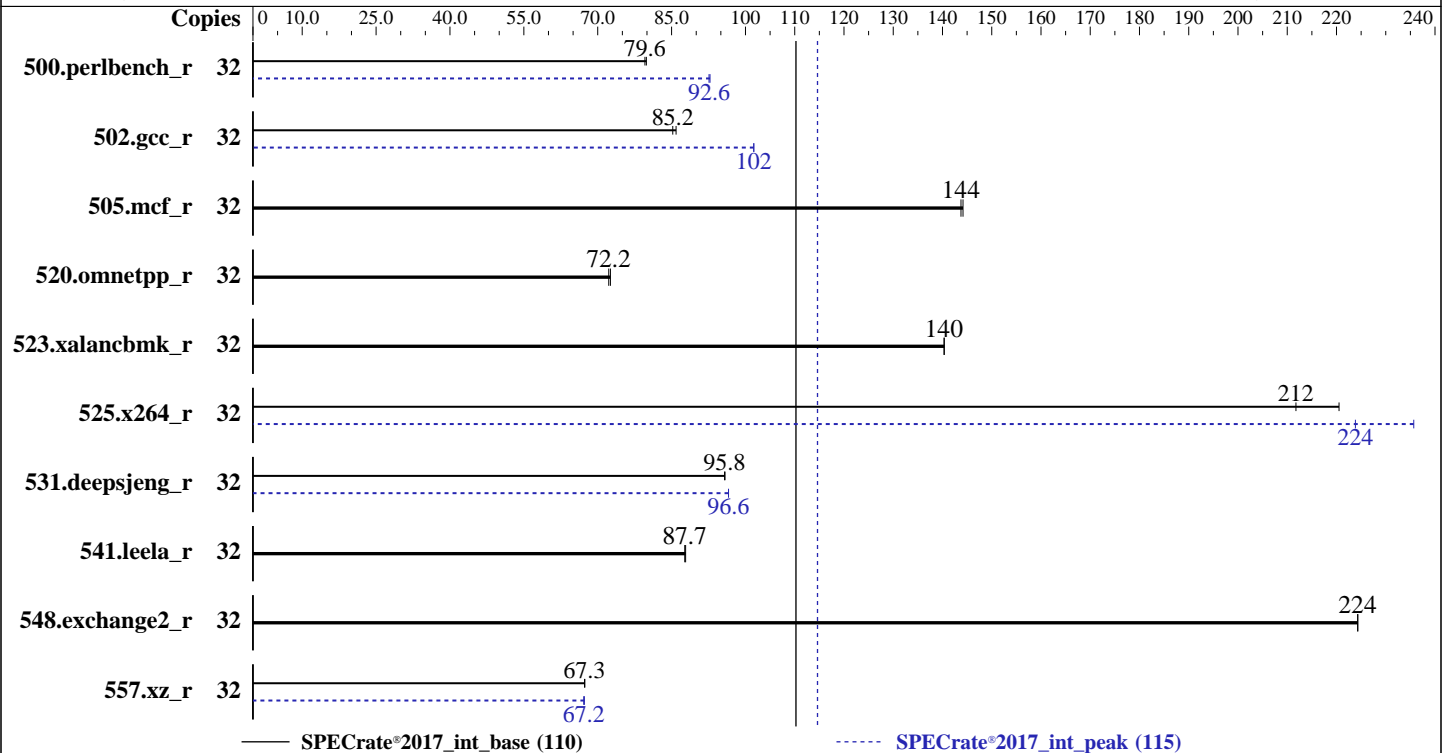 Copies 0 10.0 25.0 40.0 55.0 70.0 85.0 100 110 120 130 140 150 160 170 180 190 200 210 220 240
79.6
500.perlbench_r 32
92.6
85.2
502.gcc_r 32
102
144
505.mcf_r 32
72.2
520.omnetpp_r 32
140
523.xalancbmk_r 32
212
525.x264_r 32
224
95.8
531.deepsjeng_r 32
96.6
87.7
541.leela_r 32
224
548.exchange2_r 32
67.3
557.xz_r 32
67.2
SPECrate®2017_int_base (110) SPECrate®2017_int_peak (115)